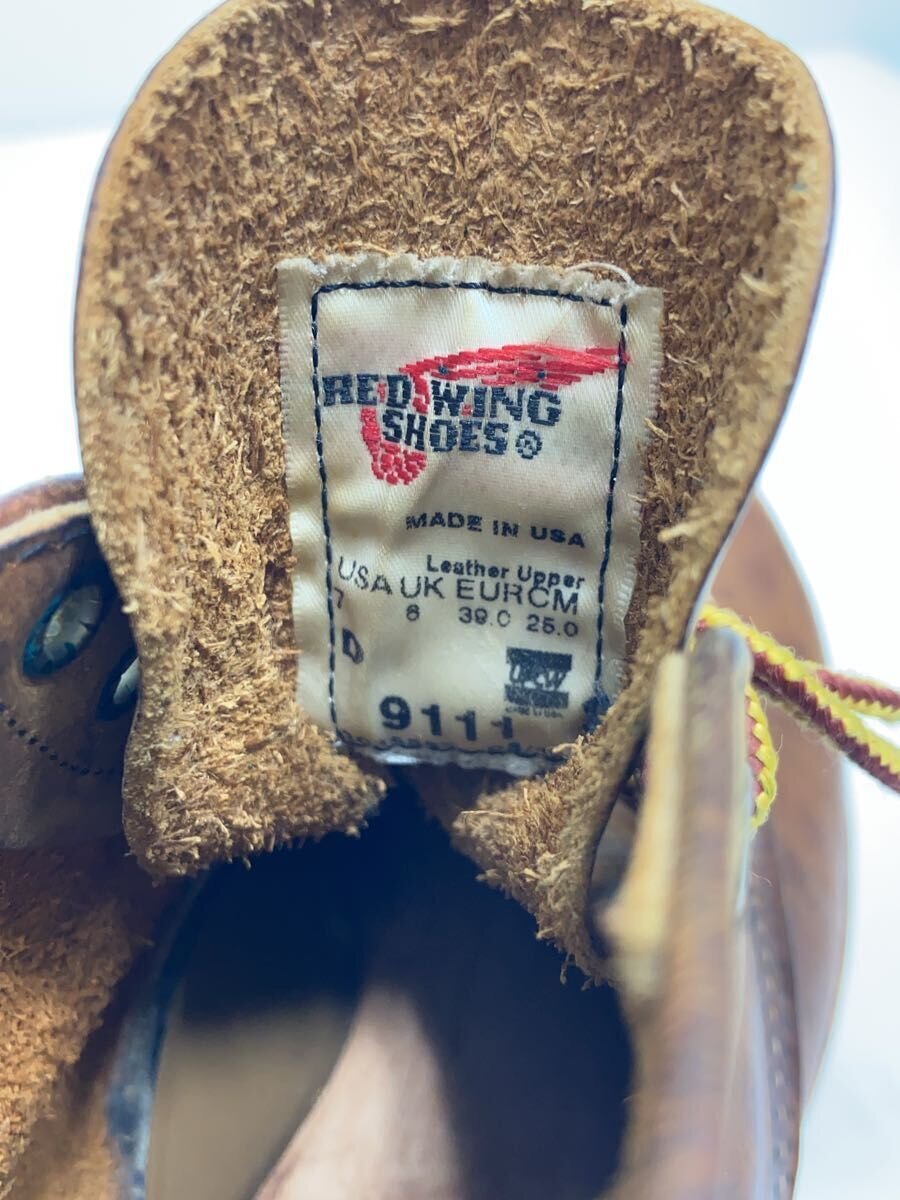 RED WING
SHOES ®
MADE IN USA
Leather Upper
USA UK EUR CM
7 6 39.0 25.0
D
9111